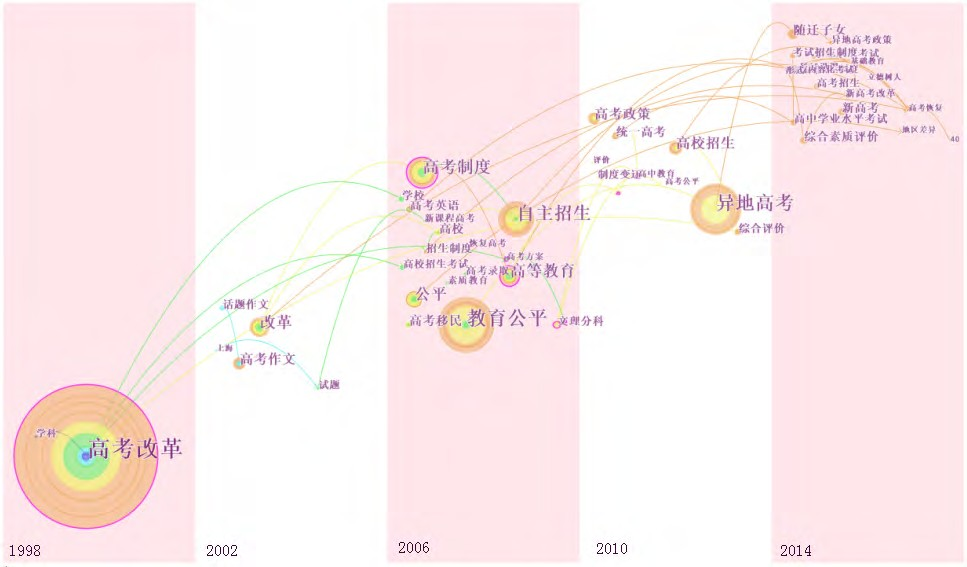 随迁子女
异地高考政策
考试招生制度考试
基础教育
立德树人
高考招生
新高考改革
新高考
高考恢复
高中学业水平考试
地区差异
40
综合素质评价
高考政策
统一高考
高校招生
评价
制度变迁
高中教育
高考公平
高考制度
学校
高考英语
新课程高考
高校
自主招生
异地高考
综合评价
招生制度
恢复高考
高考方案
高校招生考试
高考录取
高等教育
素质教育
公平
高考移民
教育公平
文理分科
话题作文
改革
上海
高考作文
试题
学科
高考改革
1998
2002
2006
2010
2014